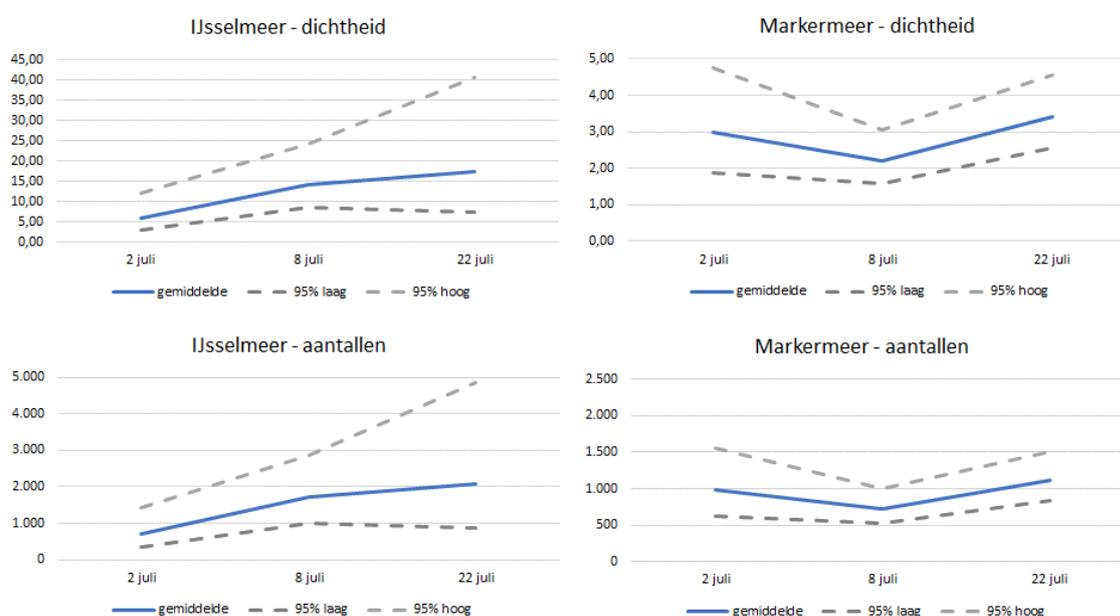 IJsselmeer - dichtheid
45,00
40,00
35,00
30,00
25,00
20,00
15,00
10,00
5,00
0,00
2 juli 8 juli 22 juli
gemiddelde 95% laag 95% hoog
Markermeer - dichtheid
5,00
4,00
3,00
2,00
1,00
0,00
2 juli 8 juli 22 juli
gemiddelde 95% laag 95% hoog
IJsselmeer - aantallen
5.000
4.000
3.000
2.000
1.000
0
2 juli 8 juli 22 juli
gemiddelde 95% laag 95% hoog
Markermeer - aantallen
2.500
2.000
1.500
1.000
500
0
2 juli 8 juli 22 juli
gemiddelde 95% laag 95% hoog